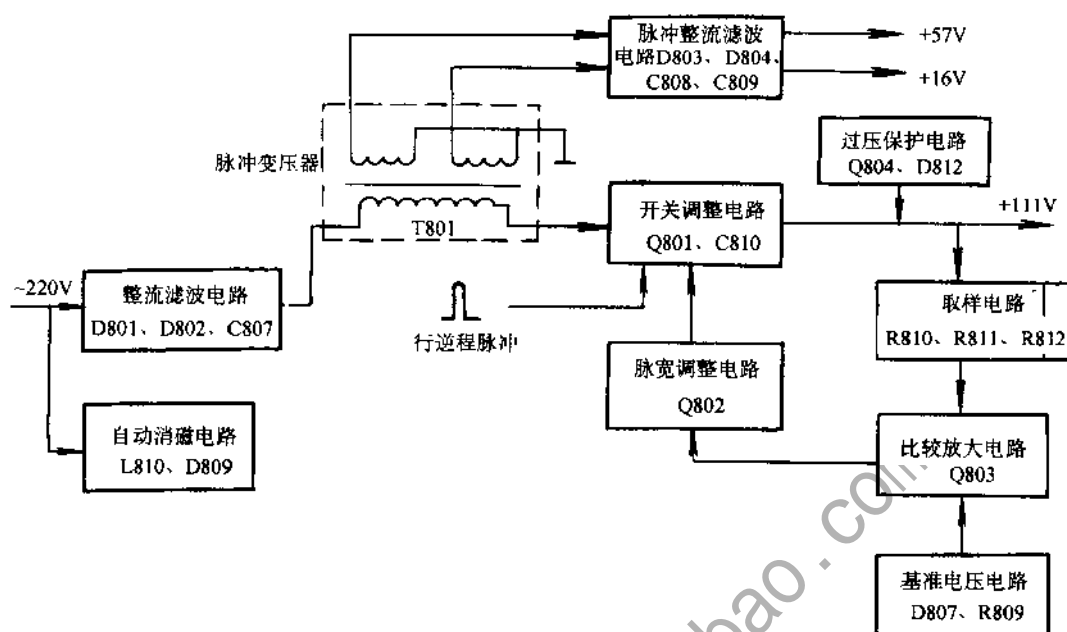 脉冲整流滤波
电路D803、D804、
C808、C809
+57V
+16V
脉冲变压器
T801
过压保护电路
Q804、D812
开关调整电路
Q801、C810
+111V
~220V
整流滤波电路
D801、D802、C807
行逆程脉冲
取样电路
R810、R811、R812
脉宽调整电路
Q802
自动消磁电路
L810、D809
比较放大电路
Q803
基准电压电路
D807、R809
bao.com